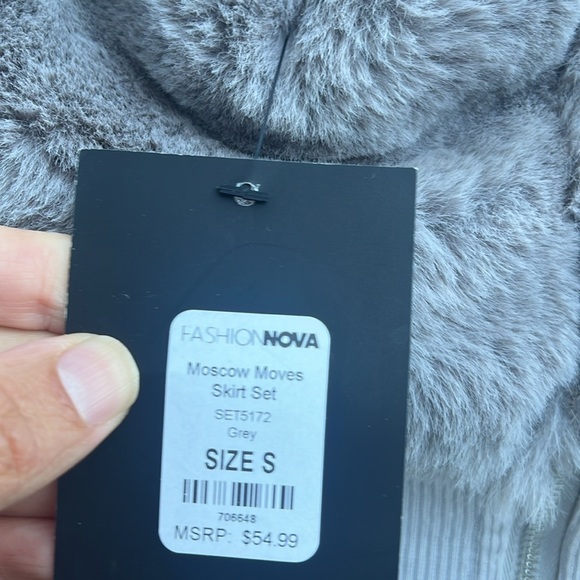 FASHIONNOVA
Moscow Moves
Skirt Set
SET5172
Grey
SIZE S
706648
MSRP: $54.99